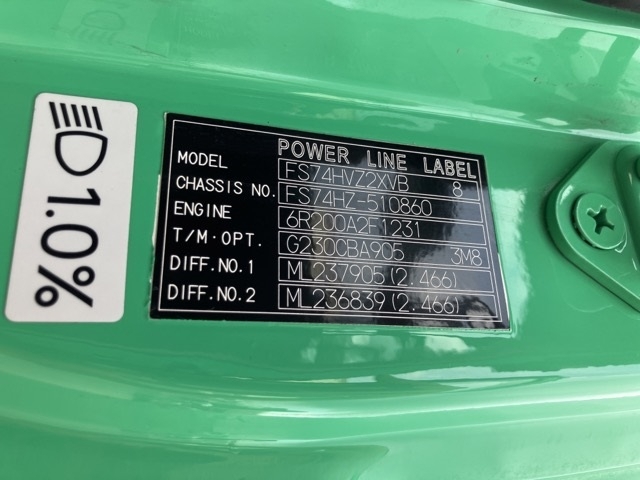 1.0%
POWER LINE LABEL
MODEL FS74HVZ2XVB 8
CHASSIS NO. FS74HZ-510860
ENGINE 6R200A2F1231
T/M·OPT. G230CBA905 3M8
DIFF.NO.1 ML237905(2.466)
DIFF.NO.2 ML236839(2.466)